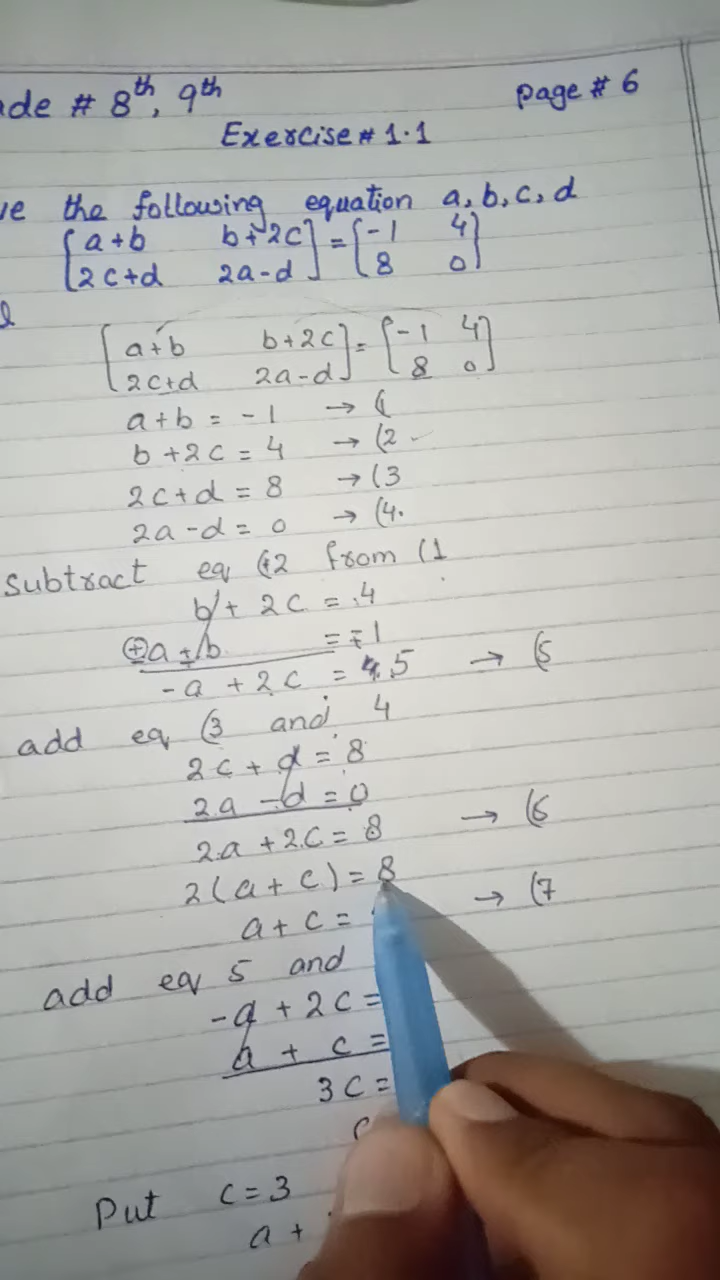 ade # 8th, 9th page # 6
Exercise # 1.1
ve the following equation a, b, c, d
[a+b b+2c] = [-1 4]
[2c+d 2a-d] [8 0]
[a+b b+2c] = [-1 4]
[2c+d 2a-d] [8 0]
a+b = -1 → (1
b+2c = 4 → (2
2c+d = 8 → (3
2a-d = 0 → (4.
Subtract eq (2 from (1
b + 2c = 4
± a ± b = ∓1
-a + 2c = 5 → (5
add eq (3 and 4
2c + d = 8
2a - d = 0
2a + 2c = 8 → (6
2(a + c) = 8
a + c = → (7
add eq 5 and
-a + 2c =
a + c =
3c =
c
Put c = 3
a +